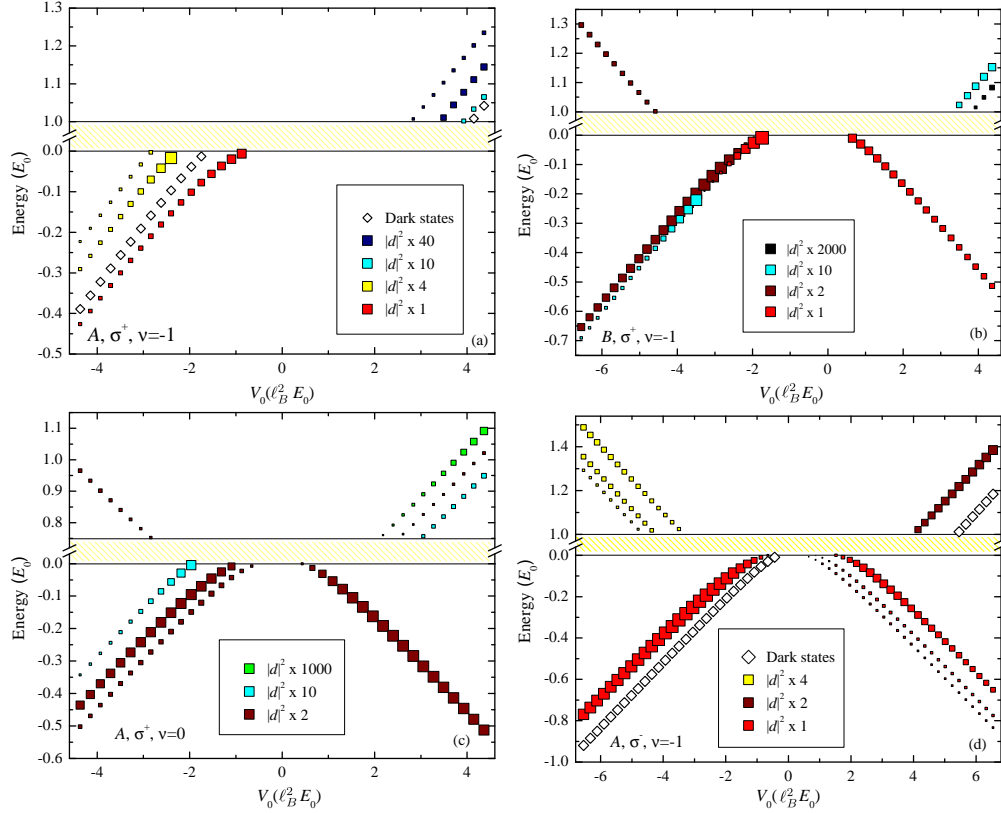 1.3
1.2
1.1
1.0
0.0
-0.1
-0.2
-0.3
-0.4
-0.5
Energy (E₀)
Dark states
|d|² x 40
|d|² x 10
|d|² x 4
|d|² x 1
A, σ⁺, ν=-1
(a)
-4 -2 0 2 4
V₀(ℓ_B² E₀)
1.3
1.2
1.1
1.0
0.0
-0.1
-0.2
-0.3
-0.4
-0.5
-0.6
-0.7
Energy (E₀)
|d|² x 2000
|d|² x 10
|d|² x 2
|d|² x 1
B, σ⁺, ν=-1
(b)
-6 -4 -2 0 2 4 6
V₀(ℓ_B² E₀)
1.1
1.0
0.9
0.8
0.0
-0.1
-0.2
-0.3
-0.4
-0.5
-0.6
Energy (E₀)
|d|² x 1000
|d|² x 10
|d|² x 2
A, σ⁺, ν=0
(c)
-4 -2 0 2 4
V₀(ℓ_B² E₀)
1.4
1.2
1.0
0.0
-0.2
-0.4
-0.6
-0.8
-1.0
Energy (E₀)
Dark states
|d|² x 4
|d|² x 2
|d|² x 1
A, σ⁻, ν=-1
(d)
-6 -4 -2 0 2 4 6
V₀(ℓ_B² E₀)